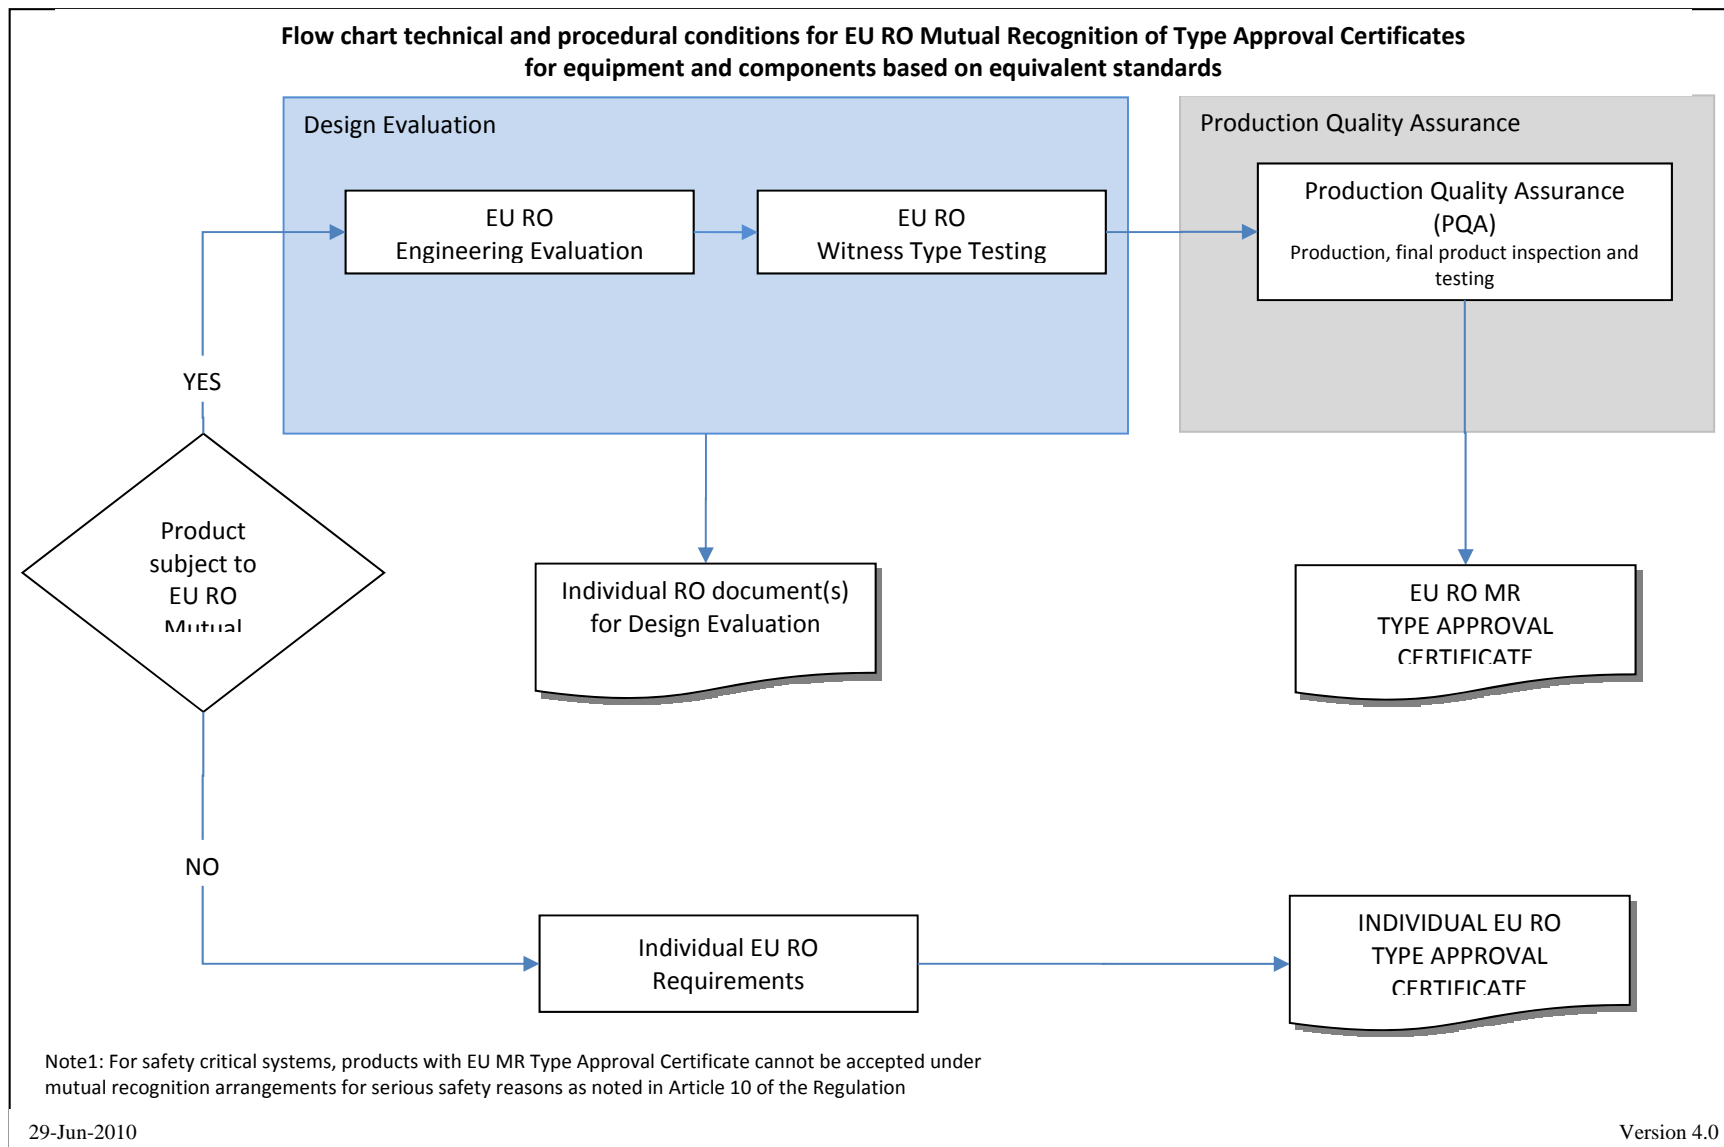 Flow chart technical and procedural conditions for EU RO Mutual Recognition of Type Approval Certificates
for equipment and components based on equivalent standards
Design Evaluation
Production Quality Assurance
EU RO
Engineering Evaluation
EU RO
Witness Type Testing
Production Quality Assurance
(PQA)
Production, final product inspection and
testing
YES
Product
subject to
EU RO
Mutual
Individual RO document(s)
for Design Evaluation
EU RO MR
TYPE APPROVAL
CERTIFICATE
NO
Individual EU RO
Requirements
INDIVIDUAL EU RO
TYPE APPROVAL
CERTIFICATE
Note1: For safety critical systems, products with EU MR Type Approval Certificate cannot be accepted under
mutual recognition arrangements for serious safety reasons as noted in Article 10 of the Regulation
29-Jun-2010
Version 4.0